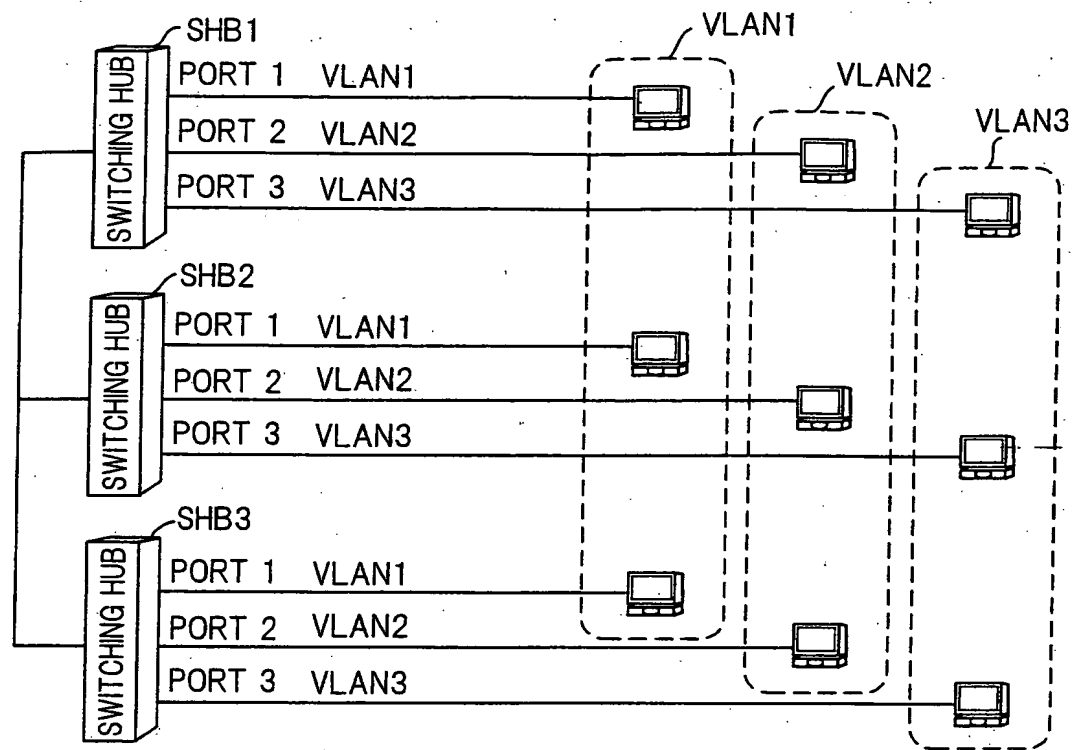 SHB1
VLAN1
SWITCHING HUB
PORT 1 VLAN1
VLAN2
PORT 2 VLAN2
VLAN3
PORT 3 VLAN3
SHB2
SWITCHING HUB
PORT 1 VLAN1
PORT 2 VLAN2
PORT 3 VLAN3
SHB3
SWITCHING HUB
PORT 1 VLAN1
PORT 2 VLAN2
PORT 3 VLAN3